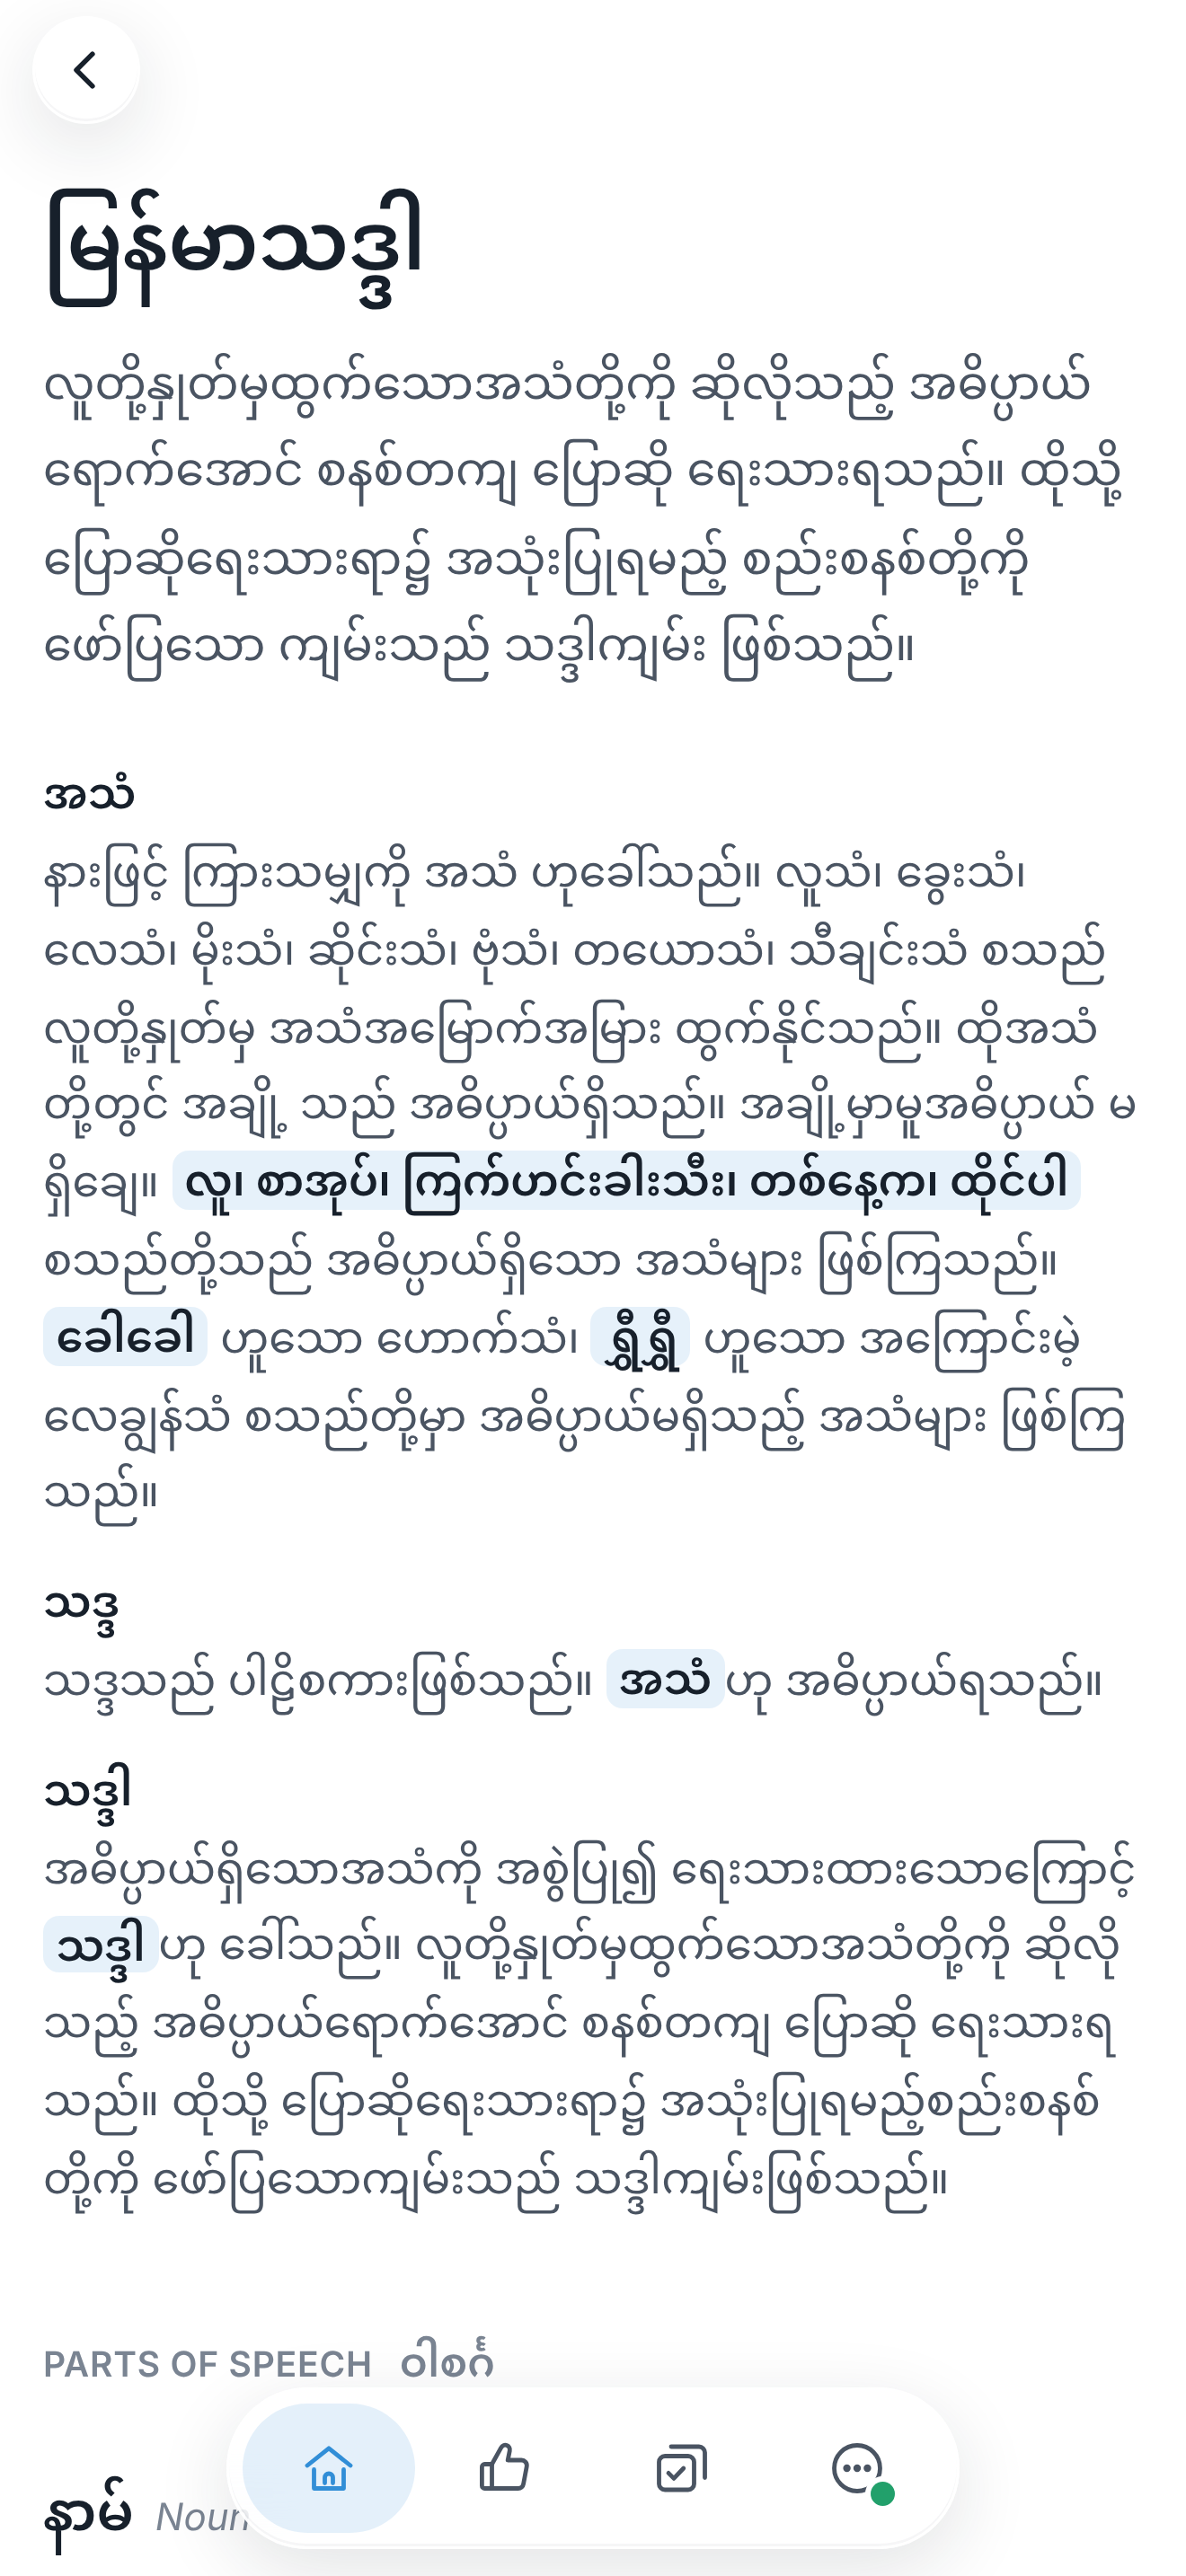 မြန်မာသဒ္ဒါ
လူတို့နှုတ်မှထွက်သောအသံတို့ကို ဆိုလိုသည့် အဓိပ္ပာယ်
ရောက်အောင် စနစ်တကျ ပြောဆို ရေးသားရသည်။ ထိုသို့
ပြောဆိုရေးသားရာ၌ အသုံးပြုရမည့် စည်းစနစ်တို့ကို
ဖော်ပြသော ကျမ်းသည် သဒ္ဒါကျမ်း ဖြစ်သည်။
အသံ
နားဖြင့် ကြားသမျှကို အသံ ဟုခေါ်သည်။ လူသံ၊ ခွေးသံ၊
လေသံ၊ မိုးသံ၊ ဆိုင်းသံ၊ ဗုံသံ၊ တယောသံ၊ သီချင်းသံ စသည်
လူတို့နှုတ်မှ အသံအမြောက်အမြား ထွက်နိုင်သည်။ ထိုအသံ
တို့တွင် အချို့ သည် အဓိပ္ပာယ်ရှိသည်။ အချို့မှာမူအဓိပ္ပာယ် မ
ရှိချေ။ လူ၊ စာအုပ်၊ ကြက်ဟင်းခါးသီး၊ တစ်နေ့က၊ ထိုင်ပါ
စသည်တို့သည် အဓိပ္ပာယ်ရှိသော အသံများ ဖြစ်ကြသည်။
ခေါခေါ ဟူသော ဟောက်သံ၊ ရွှီရွှီ ဟူသော အကြောင်းမဲ့
လေချွန်သံ စသည်တို့မှာ အဓိပ္ပာယ်မရှိသည့် အသံများ ဖြစ်ကြ
သည်။
သဒ္ဒ
သဒ္ဒသည် ပါဠိစကားဖြစ်သည်။ အသံဟု အဓိပ္ပာယ်ရသည်။
သဒ္ဒါ
အဓိပ္ပာယ်ရှိသောအသံကို အစွဲပြု၍ ရေးသားထားသောကြောင့်
သဒ္ဒါဟု ခေါ်သည်။ လူတို့နှုတ်မှထွက်သောအသံတို့ကို ဆိုလို
သည့် အဓိပ္ပာယ်ရောက်အောင် စနစ်တကျ ပြောဆို ရေးသားရ
သည်။ ထိုသို့ ပြောဆိုရေးသားရာ၌ အသုံးပြုရမည့်စည်းစနစ်
တို့ကို ဖော်ပြသောကျမ်းသည် သဒ္ဒါကျမ်းဖြစ်သည်။
PARTS OF SPEECH ဝါစင်္ဂ
နာမ် Noun